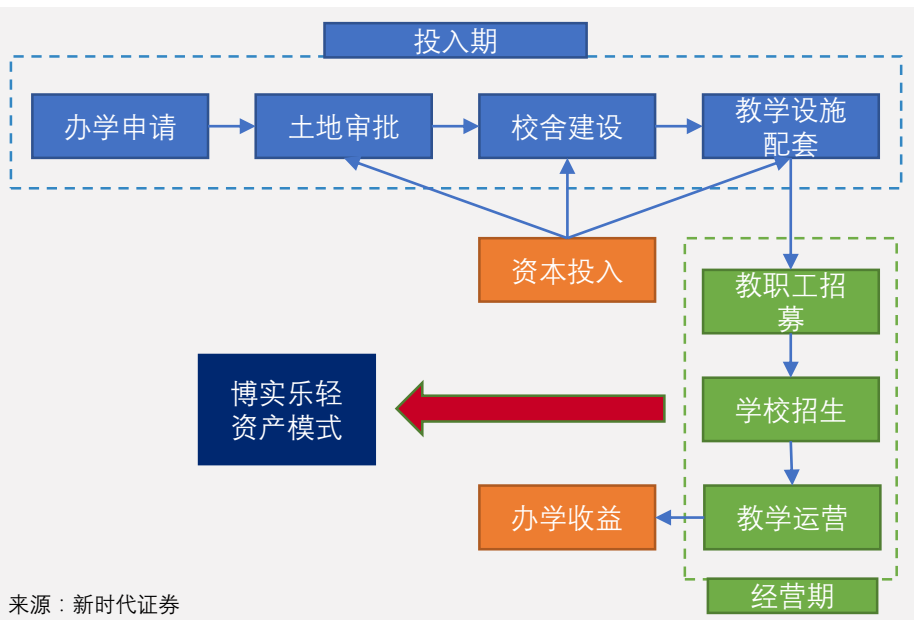 投入期
办学申请
土地审批
校舍建设
教学设施
配套
资本投入
教职工招
募
博实乐轻
资产模式
学校招生
办学收益
教学运营
经营期
来源：新时代证券